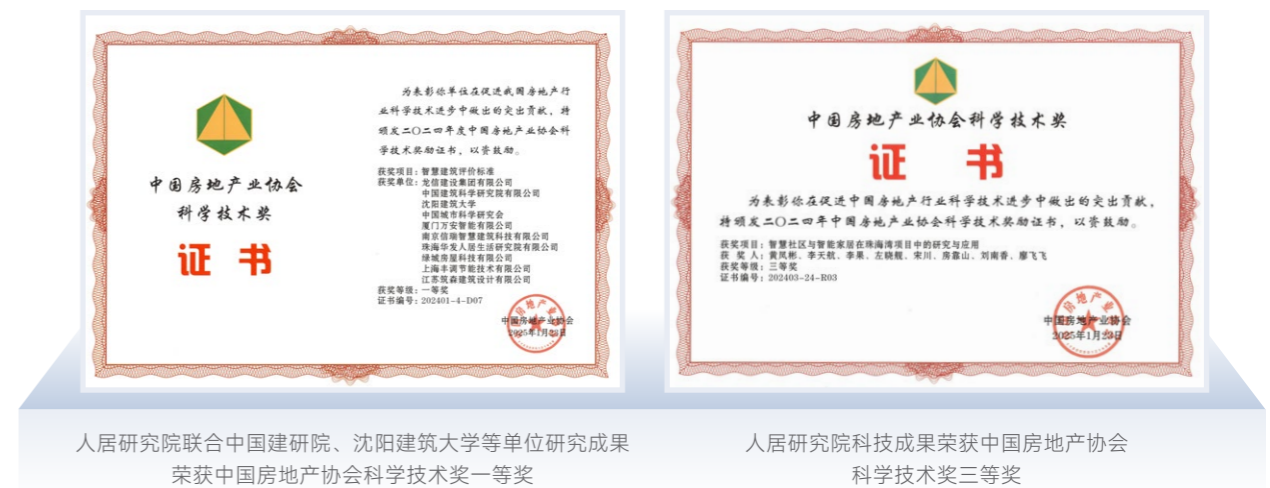 中国房地产业协会
科学技术奖
证 书
为表彰你单位在促进我国房地产行
业科学技术进步中做出的突出贡献，特
颁发二〇二四年度中国房地产业协会科
学技术奖励证书，以资鼓励。
获奖项目：智慧建筑评价标准
获奖单位：龙信建设集团有限公司
中国建筑科学研究院有限公司
沈阳建筑大学
中国城市科学研究会
厦门万安智能有限公司
南京信瑞智慧建筑科技有限公司
珠海华发人居生活研究院有限公司
绿城房屋科技有限公司
上海丰调节能技术有限公司
江苏筑森建筑设计有限公司
获奖等级：一等奖
证书编号：202401-4-D07
中国房地产业协会
2025年1月23日
中国房地产业协会科学技术奖
证 书
为表彰你在促进中国房地产行业科学技术进步中做出的突出贡献，
特颁发二〇二四年中国房地产业协会科学技术奖励证书，以资鼓励。
获奖项目：智慧社区与智能家居在珠海湾项目中的研究与应用
获 奖 人：黄凤彬、李天航、李果、左晓舰、宋川、房靠山、刘南香、廖飞飞
获奖等级：三等奖
证书编号：202403-24-R03
中国房地产业协会
2025年1月23日
人居研究院联合中国建研院、沈阳建筑大学等单位研究成果
荣获中国房地产协会科学技术奖一等奖
人居研究院科技成果荣获中国房地产协会
科学技术奖三等奖